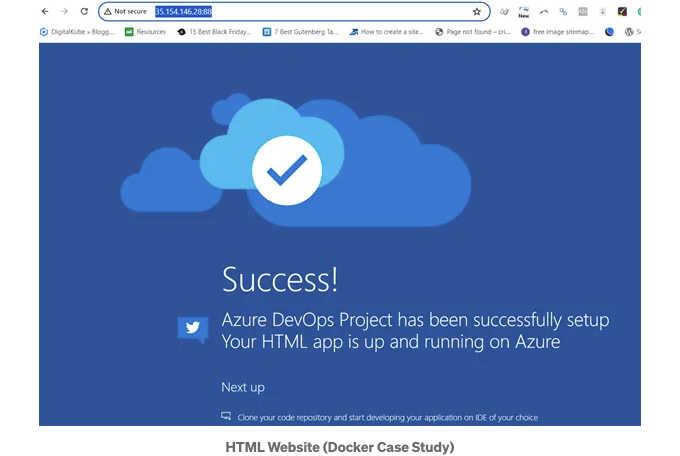 Not secure 35.154.146.28:88
New
DigitalKube » Blogg... Resources 15 Best Black Friday... 7 Best Gutenberg Ta... How to create a site... Page not found – cri... free image sitemap...
Success!
Azure DevOps Project has been successfully setup
Your HTML app is up and running on Azure
Next up
Clone your code repository and start developing your application on IDE of your choice
HTML Website (Docker Case Study)